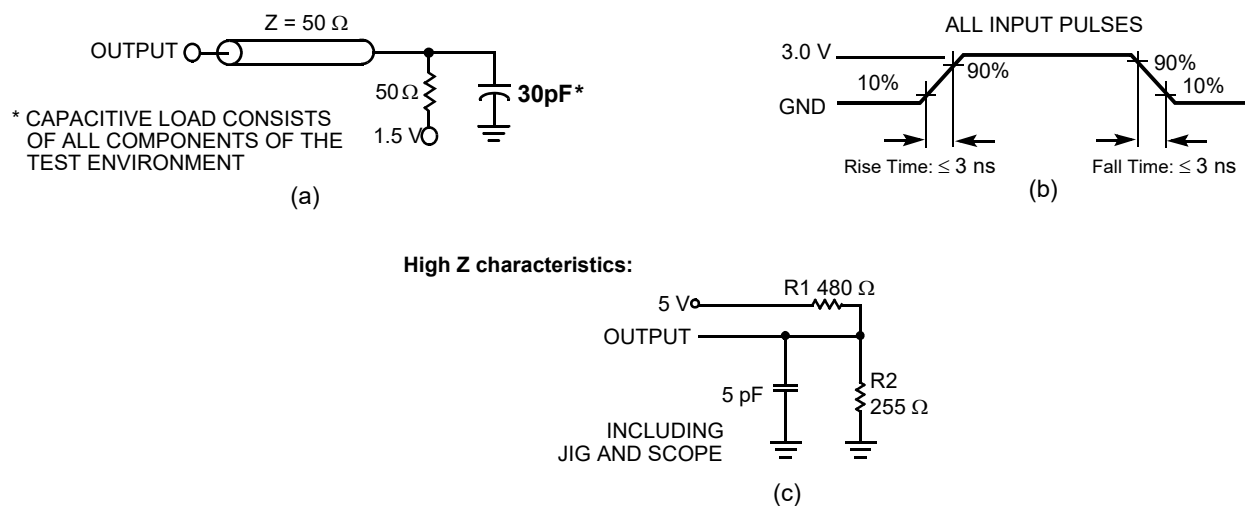 Z = 50 Ω
OUTPUT
50 Ω
30pF*
1.5 V
* CAPACITIVE LOAD CONSISTS
OF ALL COMPONENTS OF THE
TEST ENVIRONMENT
(a)
ALL INPUT PULSES
3.0 V
90%
90%
10%
10%
GND
Rise Time: ≤ 3 ns
Fall Time: ≤ 3 ns
(b)
High Z characteristics:
R1 480 Ω
5 V
OUTPUT
R2
5 pF
255 Ω
INCLUDING
JIG AND SCOPE
(c)